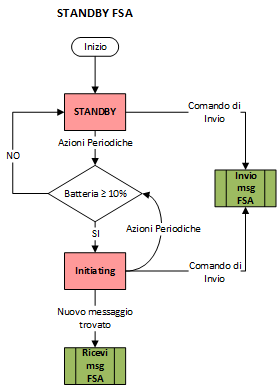 STANDBY FSA
Inizio
STANDBY
Comando di
Invio
Azioni Periodiche
NO
Batteria ≥ 10%
Invio
msg
FSA
SI
Azioni Periodiche
Initiating
Comando di
Invio
Nuovo messaggio
trovato
Ricevi
msg
FSA